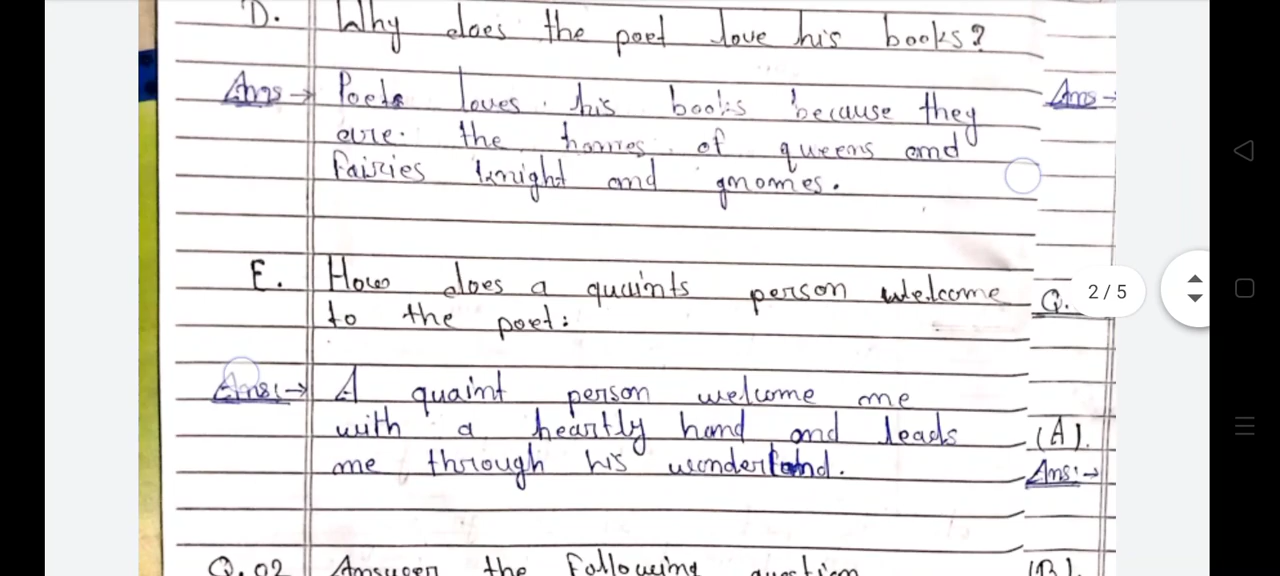 D. Why does the poet love his books?
Ans → Poets loves his books because they
are the homes of queens and
fairies knight and gnomes.
E. How does a quaints person welcome
to the poet:
Ans:→ A quaint person welcome me
with a heartly hand and leads
me through his wonderland.
Q.02 Answer the following question
Ans -
Q.
2/5
(A).
Ans:→
(B).